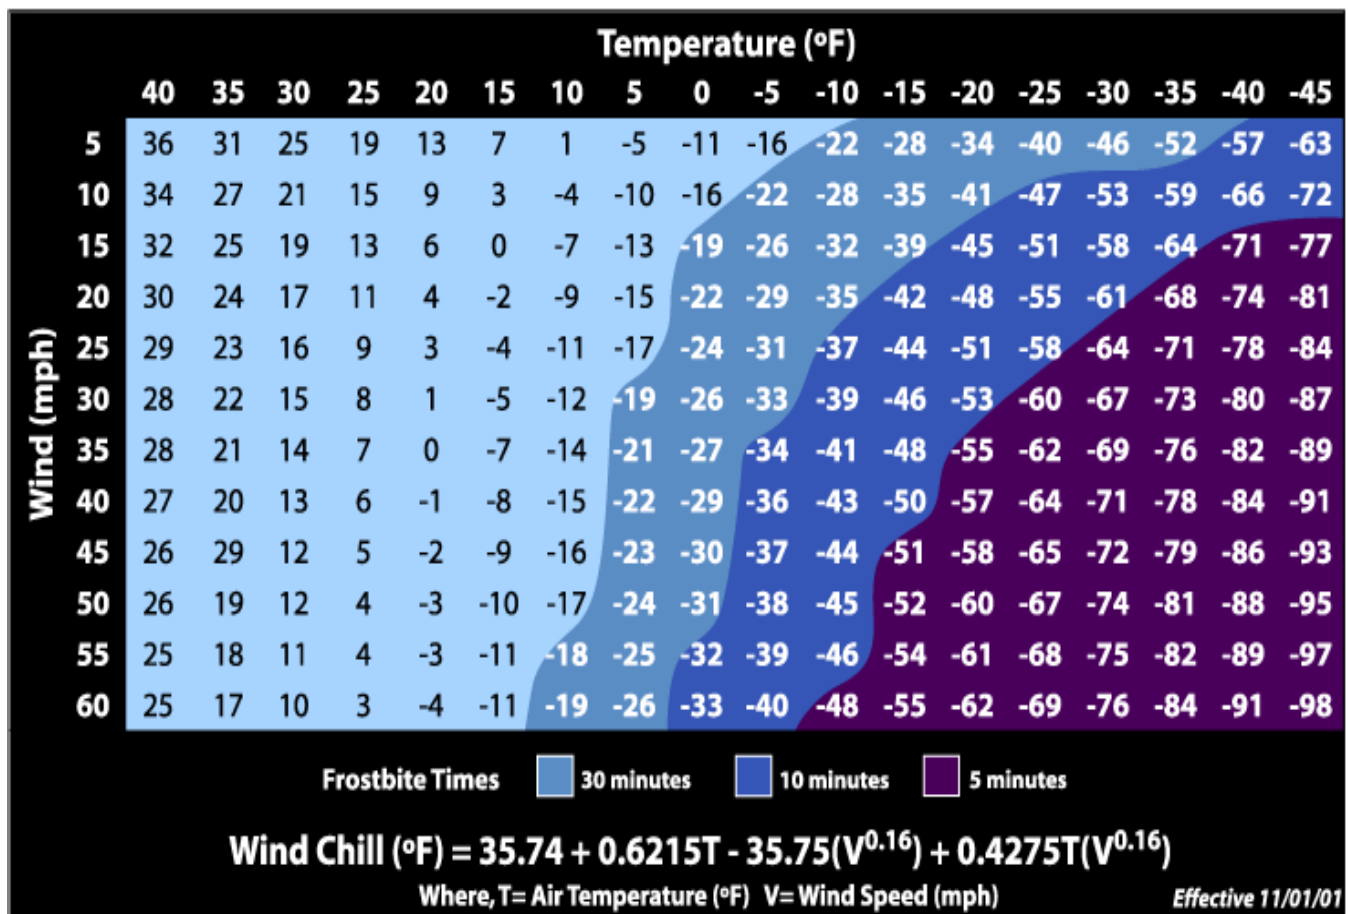 Temperature (ºF)
40 35 30 25 20 15 10 5 0 -5 -10 -15 -20 -25 -30 -35 -40 -45
Wind (mph)
5 36 31 25 19 13 7 1 -5 -11 -16 -22 -28 -34 -40 -46 -52 -57 -63
10 34 27 21 15 9 3 -4 -10 -16 -22 -28 -35 -41 -47 -53 -59 -66 -72
15 32 25 19 13 6 0 -7 -13 -19 -26 -32 -39 -45 -51 -58 -64 -71 -77
20 30 24 17 11 4 -2 -9 -15 -22 -29 -35 -42 -48 -55 -61 -68 -74 -81
25 29 23 16 9 3 -4 -11 -17 -24 -31 -37 -44 -51 -58 -64 -71 -78 -84
30 28 22 15 8 1 -5 -12 -19 -26 -33 -39 -46 -53 -60 -67 -73 -80 -87
35 28 21 14 7 0 -7 -14 -21 -27 -34 -41 -48 -55 -62 -69 -76 -82 -89
40 27 20 13 6 -1 -8 -15 -22 -29 -36 -43 -50 -57 -64 -71 -78 -84 -91
45 26 29 12 5 -2 -9 -16 -23 -30 -37 -44 -51 -58 -65 -72 -79 -86 -93
50 26 19 12 4 -3 -10 -17 -24 -31 -38 -45 -52 -60 -67 -74 -81 -88 -95
55 25 18 11 4 -3 -11 -18 -25 -32 -39 -46 -54 -61 -68 -75 -82 -89 -97
60 25 17 10 3 -4 -11 -19 -26 -33 -40 -48 -55 -62 -69 -76 -84 -91 -98
Frostbite Times 30 minutes 10 minutes 5 minutes
Wind Chill (ºF) = 35.74 + 0.6215T - 35.75(V^0.16) + 0.4275T(V^0.16)
Where, T= Air Temperature (ºF) V= Wind Speed (mph) Effective 11/01/01